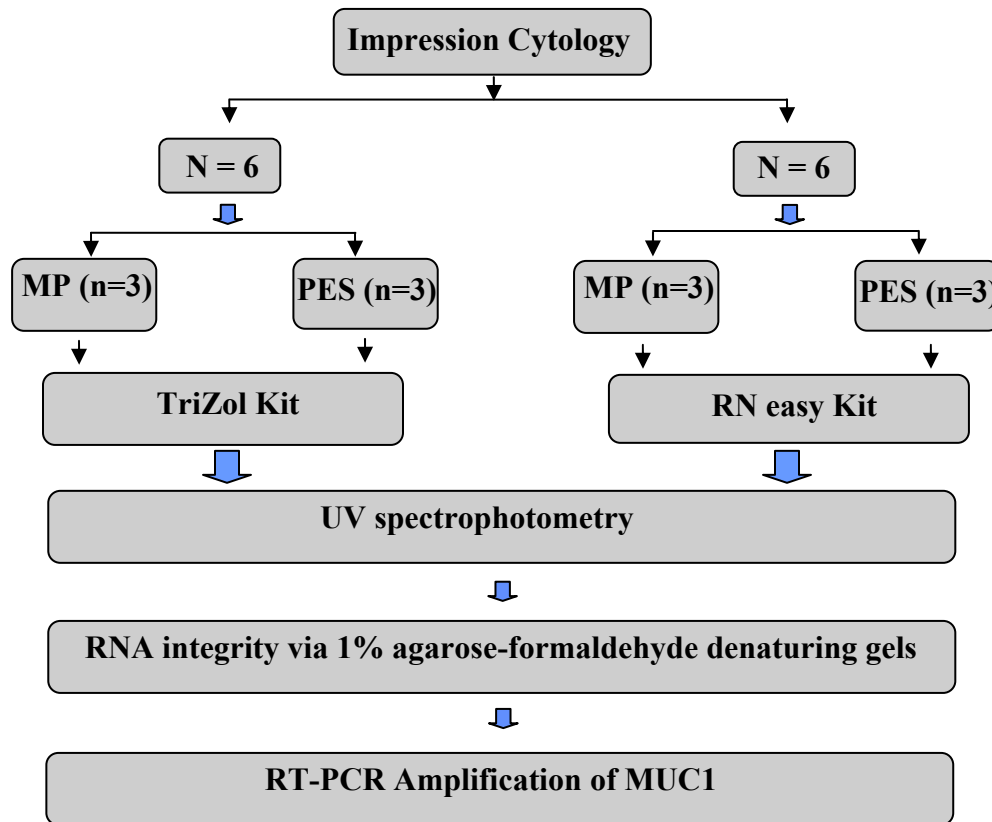 Impression Cytology
N = 6
N = 6
MP (n=3)
PES (n=3)
MP (n=3)
PES (n=3)
TriZol Kit
RN easy Kit
UV spectrophotometry
RNA integrity via 1% agarose-formaldehyde denaturing gels
RT-PCR Amplification of MUC1